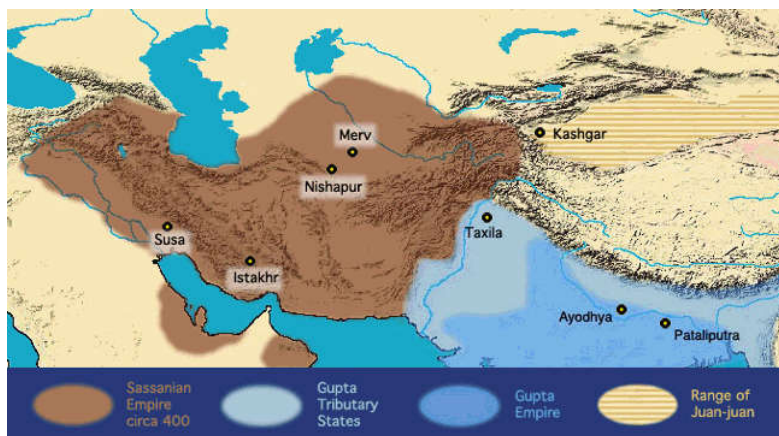 Merv
Kashgar
Nishapur
Taxila
Susa
Istakhr
Ayodhya
Pataliputra
Sassanian
Empire
circa 400
Gupta
Tributary
States
Gupta
Empire
Range of
Juan-juan